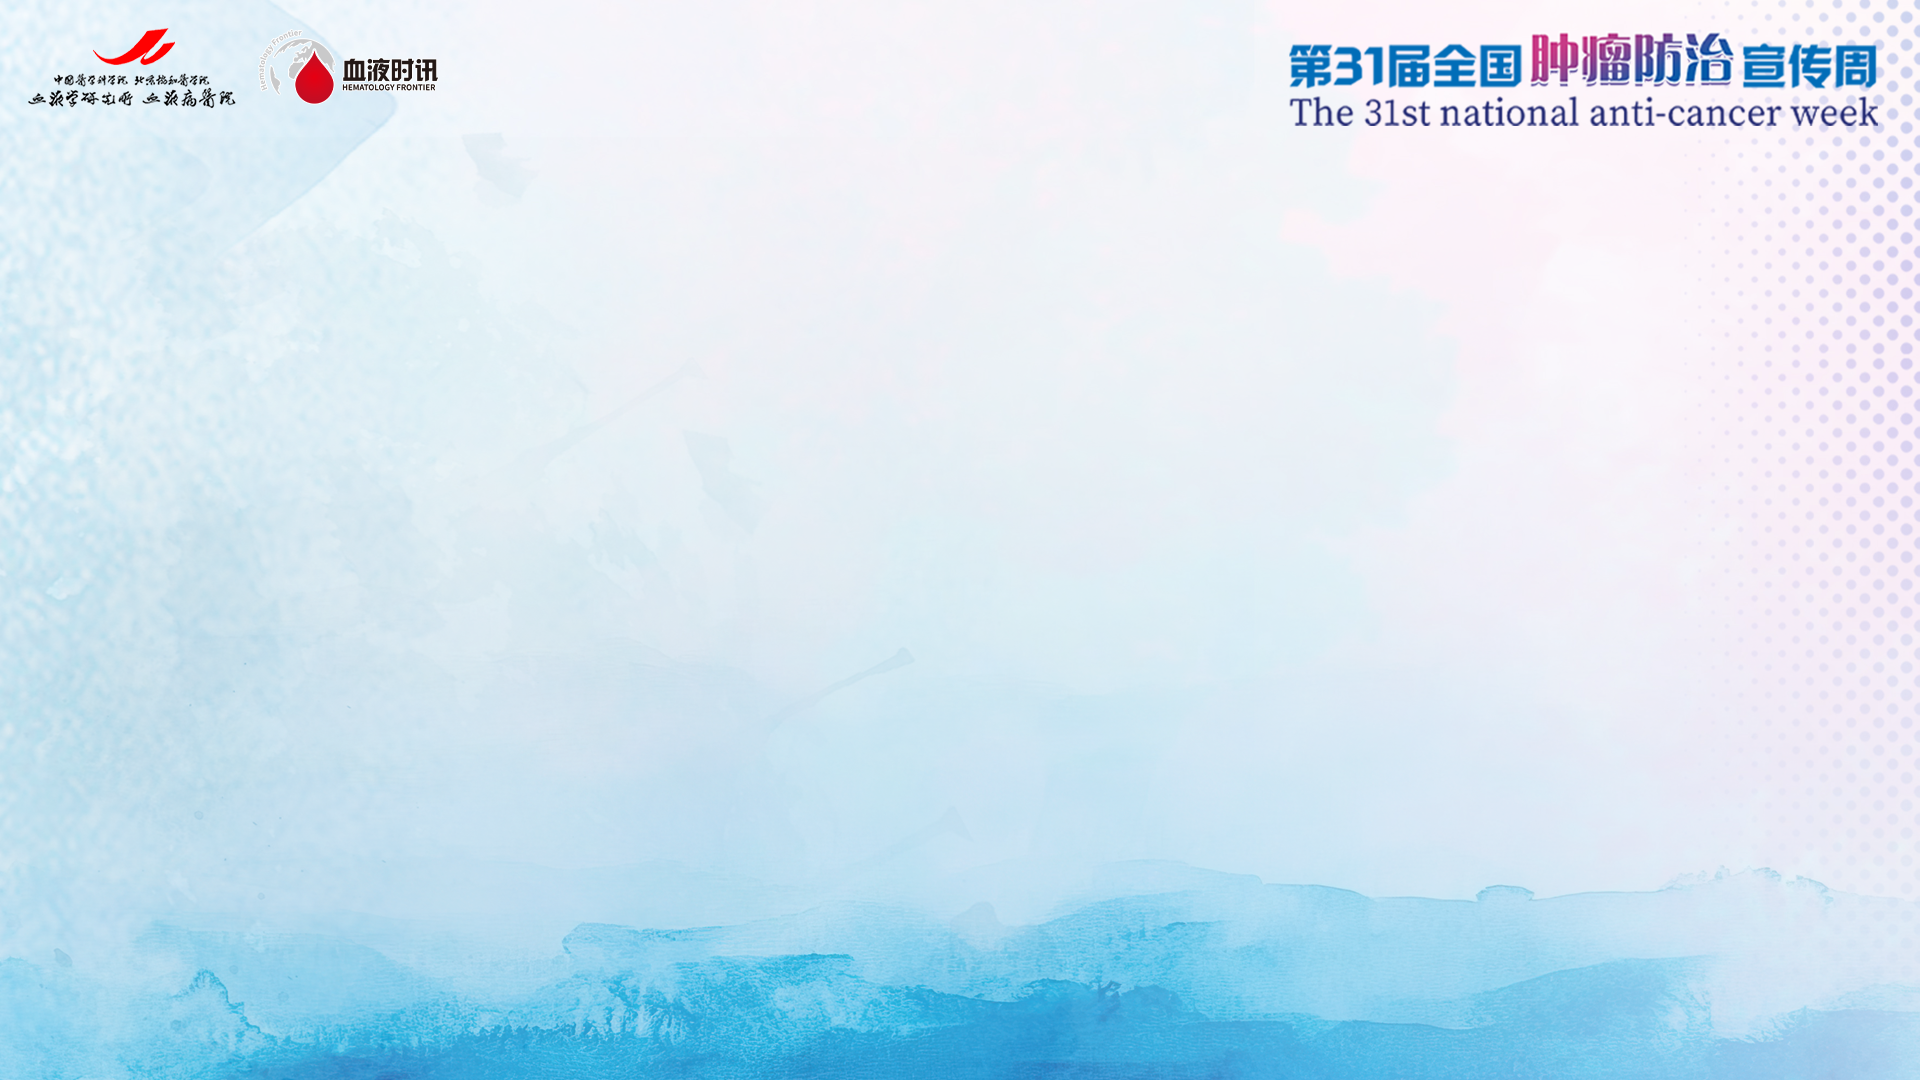 中国医学科学院 北京协和医学院
血液学研究所 血液病医院
Hematology Frontier
血液时讯
HEMATOLOGY FRONTIER
第31届全国肿瘤防治宣传周
The 31st national anti-cancer week